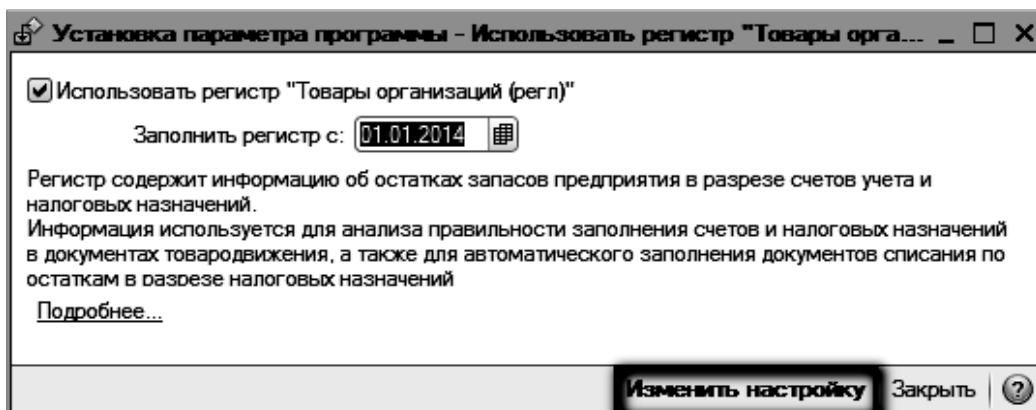 Установка параметра программы - Использовать регистр "Товары орга...
Использовать регистр "Товары организаций (регл)"
Заполнить регистр с: 01.01.2014
Регистр содержит информацию об остатках запасов предприятия в разрезе счетов учета и
налоговых назначений.
Информация используется для анализа правильности заполнения счетов и налоговых назначений
в документах товародвижения, а также для автоматического заполнения документов списания по
остаткам в разрезе налоговых назначений
Подробнее...
Изменить настройку Закрыть ?